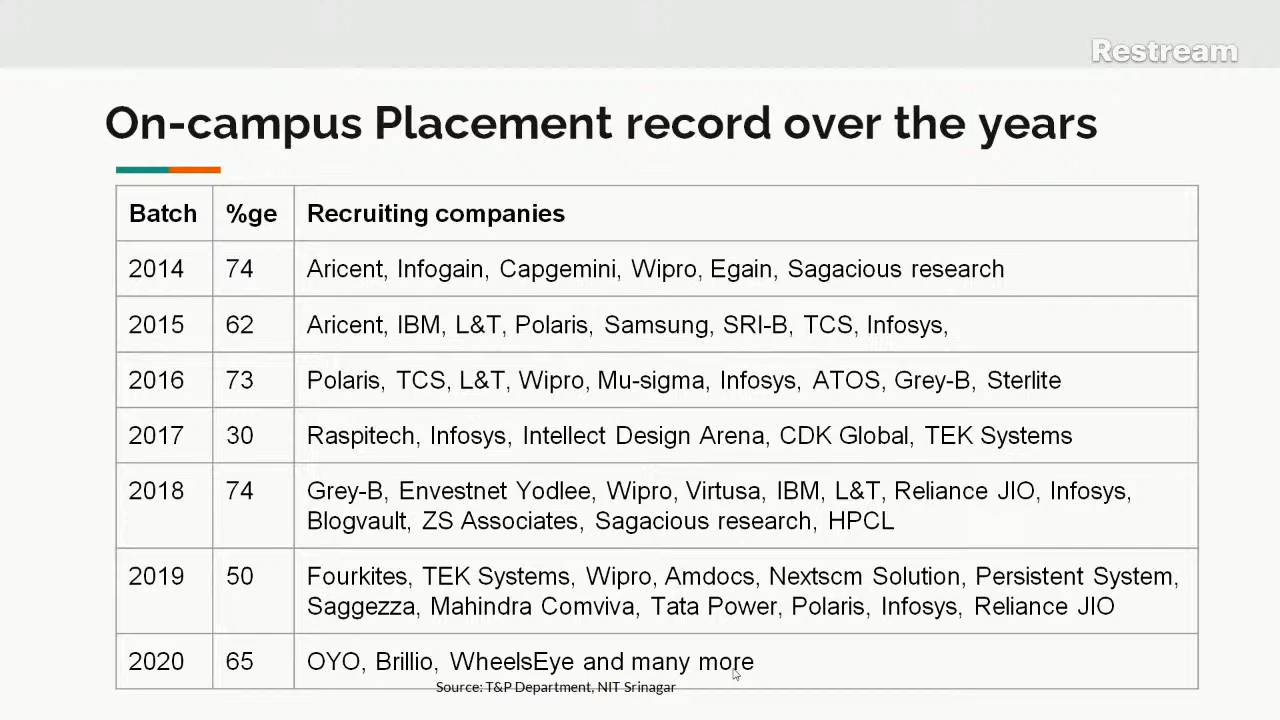 Restream
On-campus Placement record over the years
Batch %ge Recruiting companies
2014 74 Aricent, Infogain, Capgemini, Wipro, Egain, Sagacious research
2015 62 Aricent, IBM, L&T, Polaris, Samsung, SRI-B, TCS, Infosys,
2016 73 Polaris, TCS, L&T, Wipro, Mu-sigma, Infosys, ATOS, Grey-B, Sterlite
2017 30 Raspitech, Infosys, Intellect Design Arena, CDK Global, TEK Systems
2018 74 Grey-B, Envestnet Yodlee, Wipro, Virtusa, IBM, L&T, Reliance JIO, Infosys,
Blogvault, ZS Associates, Sagacious research, HPCL
2019 50 Fourkites, TEK Systems, Wipro, Amdocs, Nextscm Solution, Persistent System,
Saggezza, Mahindra Comviva, Tata Power, Polaris, Infosys, Reliance JIO
2020 65 OYO, Brillio, WheelsEye and many more
Source: T&P Department, NIT Srinagar